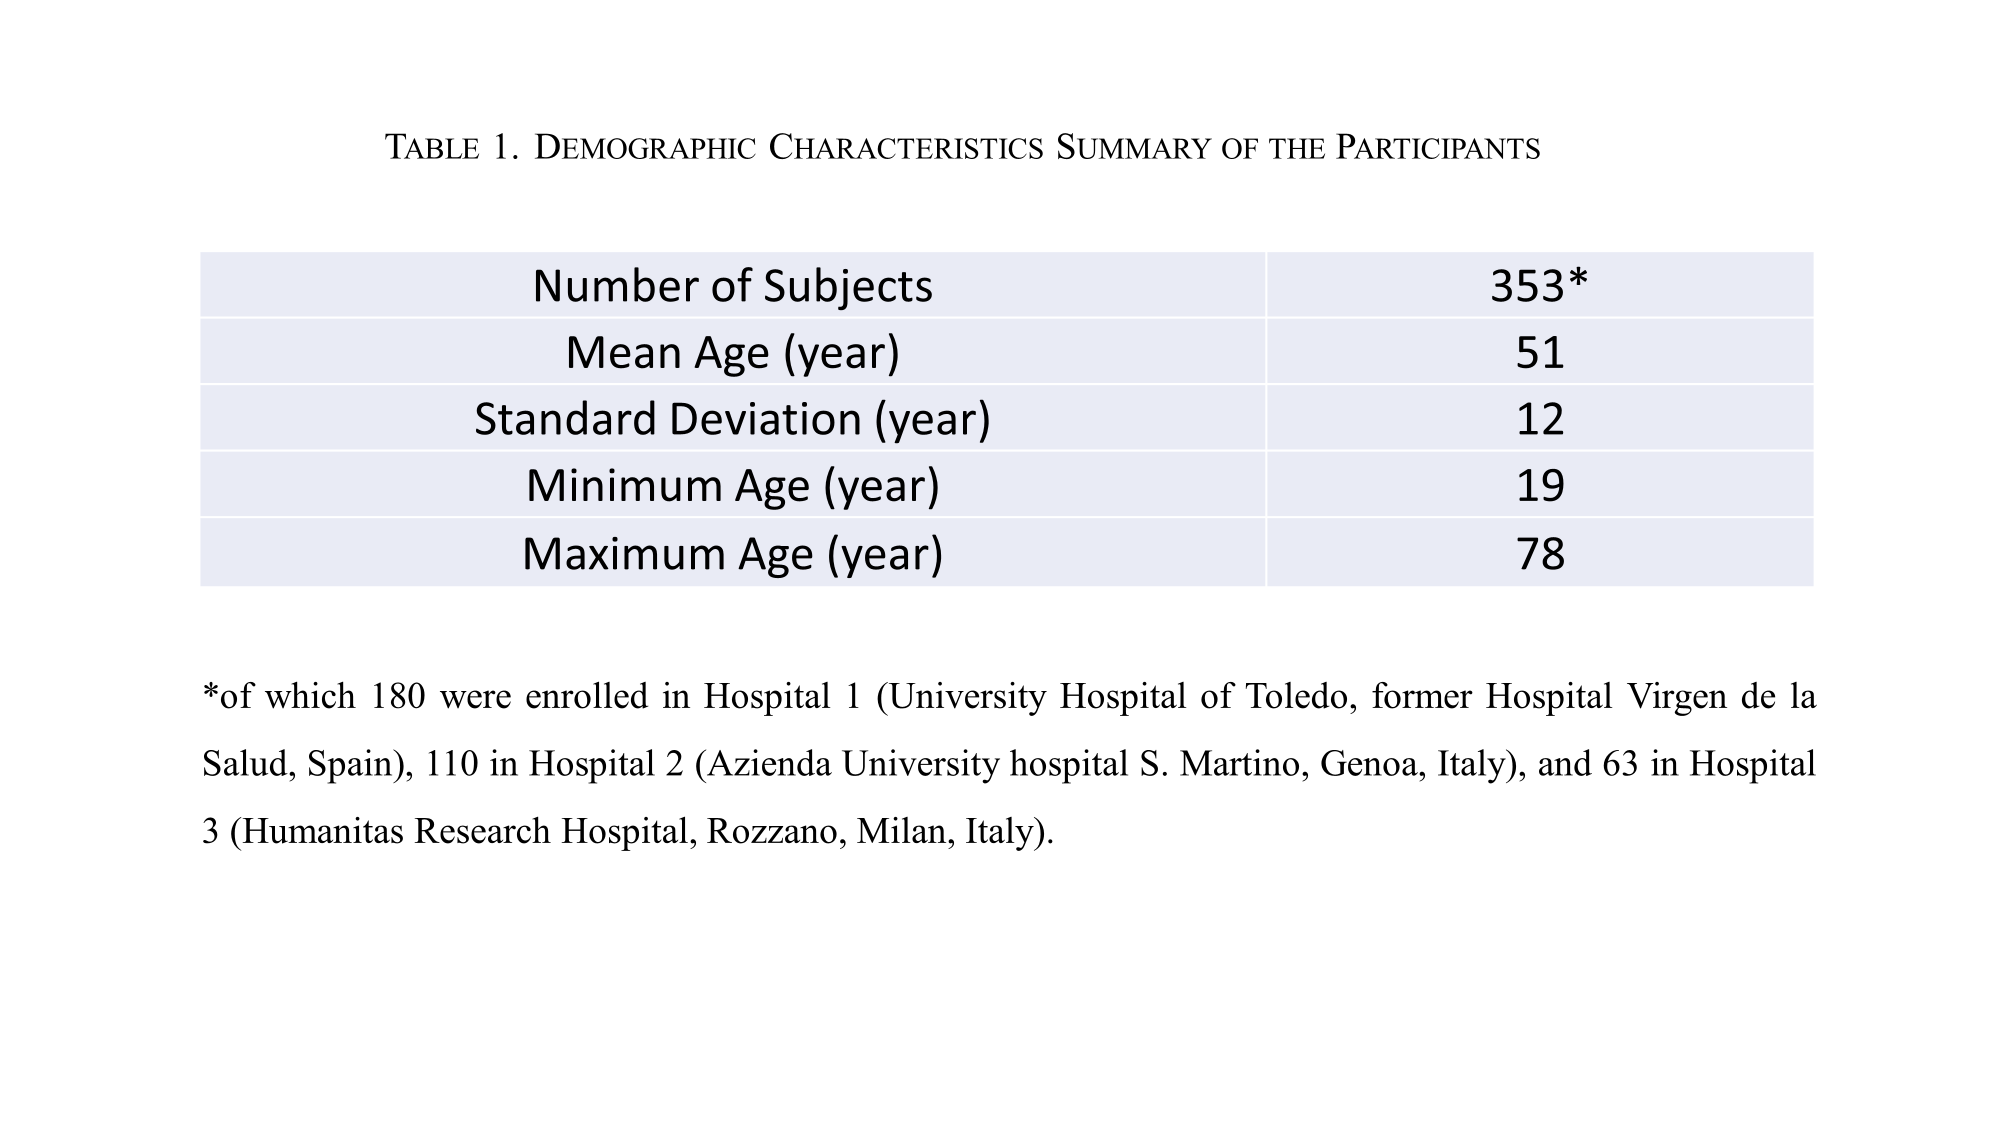 TABLE 1. DEMOGRAPHIC CHARACTERISTICS SUMMARY OF THE PARTICIPANTS
Number of Subjects 353*
Mean Age (year) 51
Standard Deviation (year) 12
Minimum Age (year) 19
Maximum Age (year) 78
*of which 180 were enrolled in Hospital 1 (University Hospital of Toledo, former Hospital Virgen de la
Salud, Spain), 110 in Hospital 2 (Azienda University hospital S. Martino, Genoa, Italy), and 63 in Hospital
3 (Humanitas Research Hospital, Rozzano, Milan, Italy).